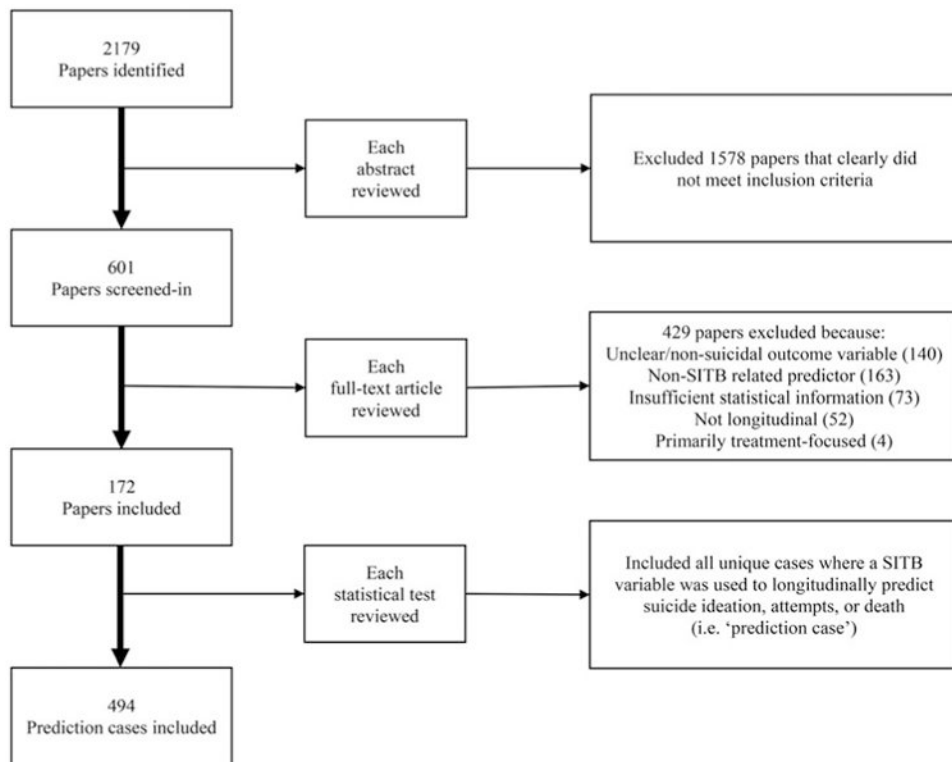 2179
Papers identified
Each
abstract
reviewed
Excluded 1578 papers that clearly did
not meet inclusion criteria
601
Papers screened-in
Each
full-text article
reviewed
429 papers excluded because:
Unclear/non-suicidal outcome variable (140)
Non-SITB related predictor (163)
Insufficient statistical information (73)
Not longitudinal (52)
Primarily treatment-focused (4)
172
Papers included
Each
statistical test
reviewed
Included all unique cases where a SITB
variable was used to longitudinally predict
suicide ideation, attempts, or death
(i.e. ‘prediction case’)
494
Prediction cases included